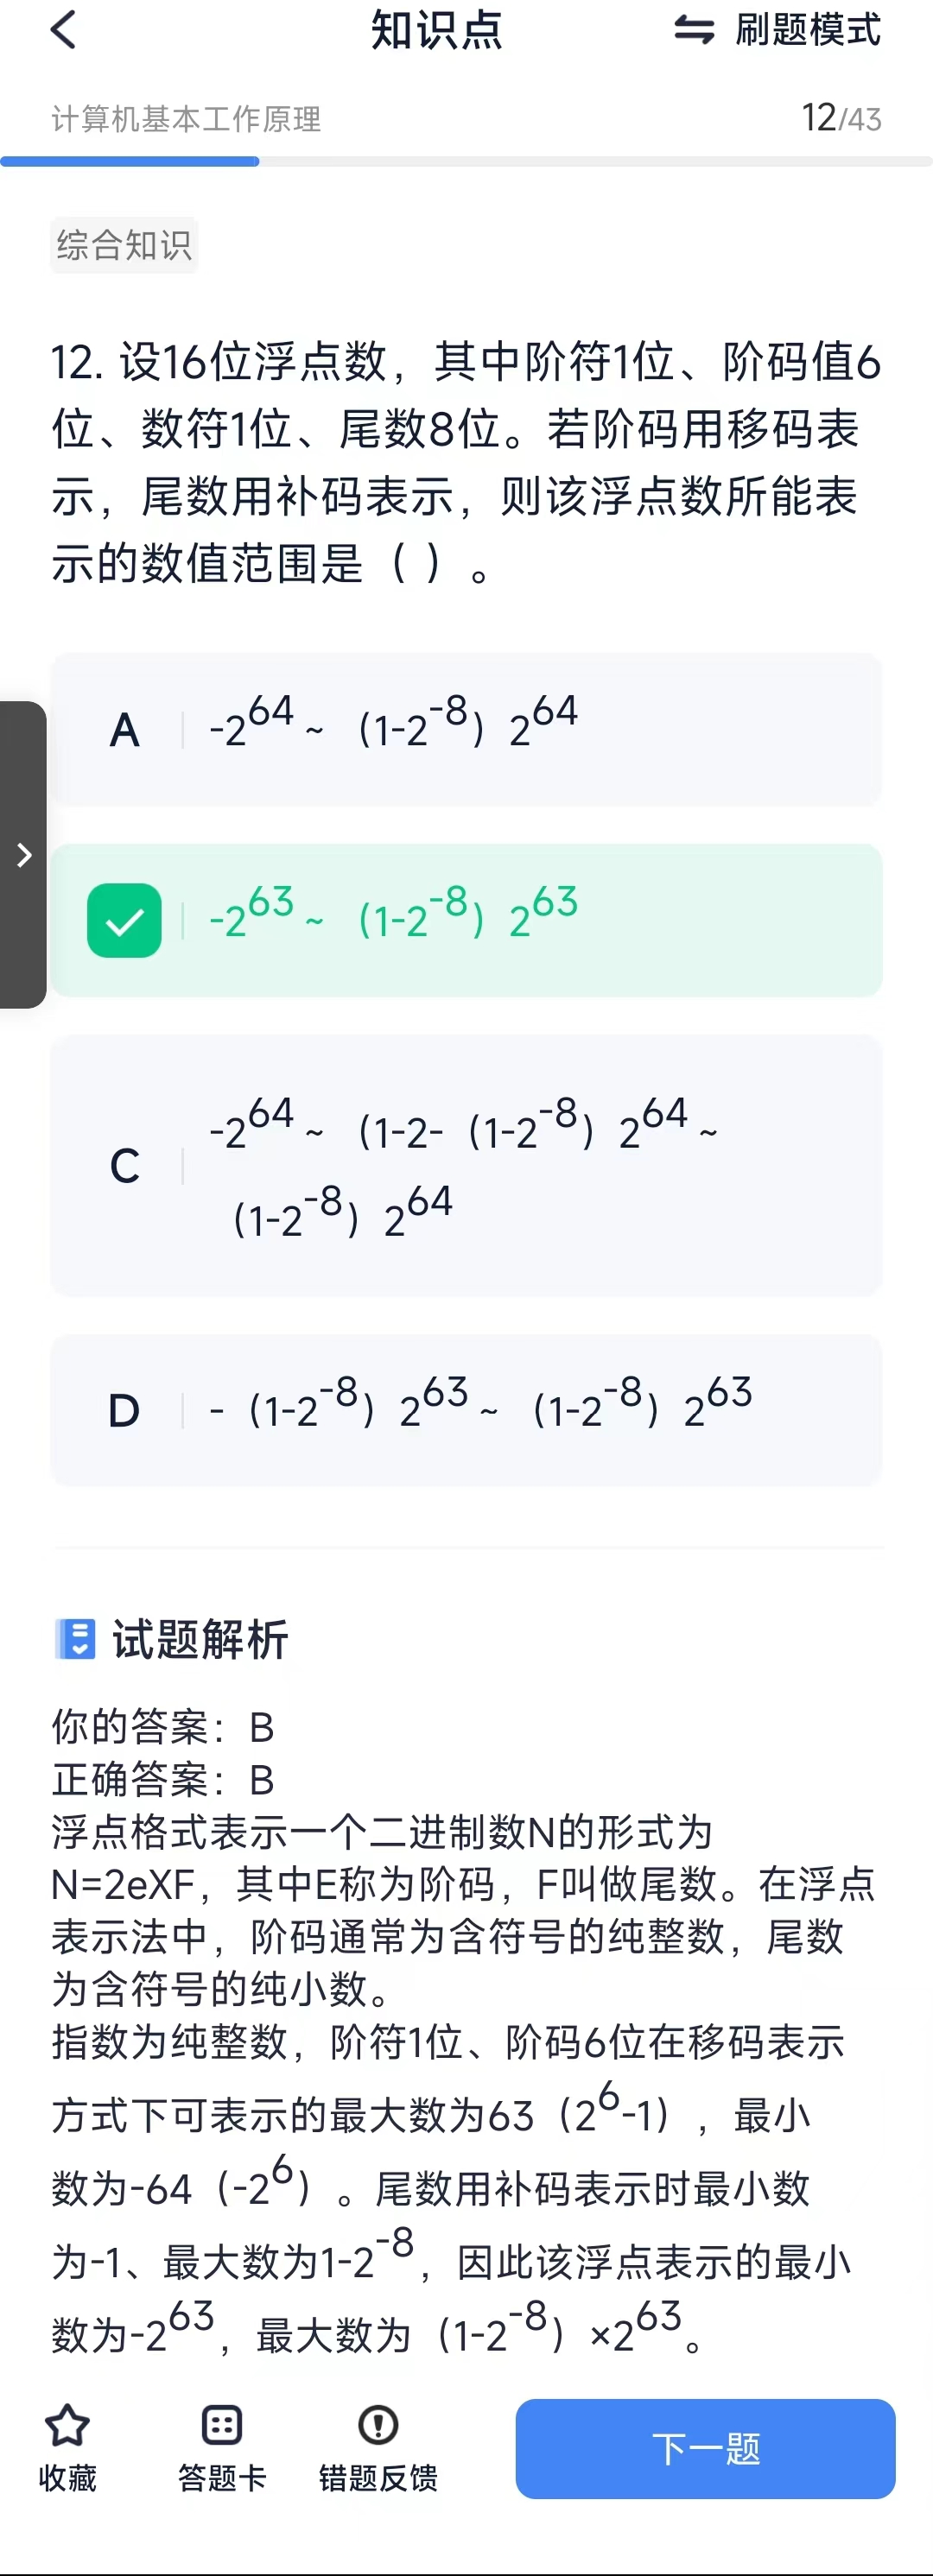 知识点
刷题模式
计算机基本工作原理
12/43
综合知识
12. 设16位浮点数，其中阶符1位、阶码值6
位、数符1位、尾数8位。若阶码用移码表
示，尾数用补码表示，则该浮点数所能表
示的数值范围是（ ）。
A -2^64 ~ （1-2^-8）2^64
-2^63 ~ （1-2^-8）2^63
C -2^64 ~ （1-2-（1-2^-8）2^64 ~
（1-2^-8）2^64
D -（1-2^-8）2^63 ~ （1-2^-8）2^63
试题解析
你的答案：B
正确答案：B
浮点格式表示一个二进制数N的形式为
N=2eXF，其中E称为阶码，F叫做尾数。在浮点
表示法中，阶码通常为含符号的纯整数，尾数
为含符号的纯小数。
指数为纯整数，阶符1位、阶码6位在移码表示
方式下可表示的最大数为63（2^6-1），最小
数为-64（-2^6）。尾数用补码表示时最小数
为-1、最大数为1-2^-8，因此该浮点表示的最小
数为-2^63，最大数为（1-2^-8）×2^63。
收藏
答题卡
错题反馈
下一题